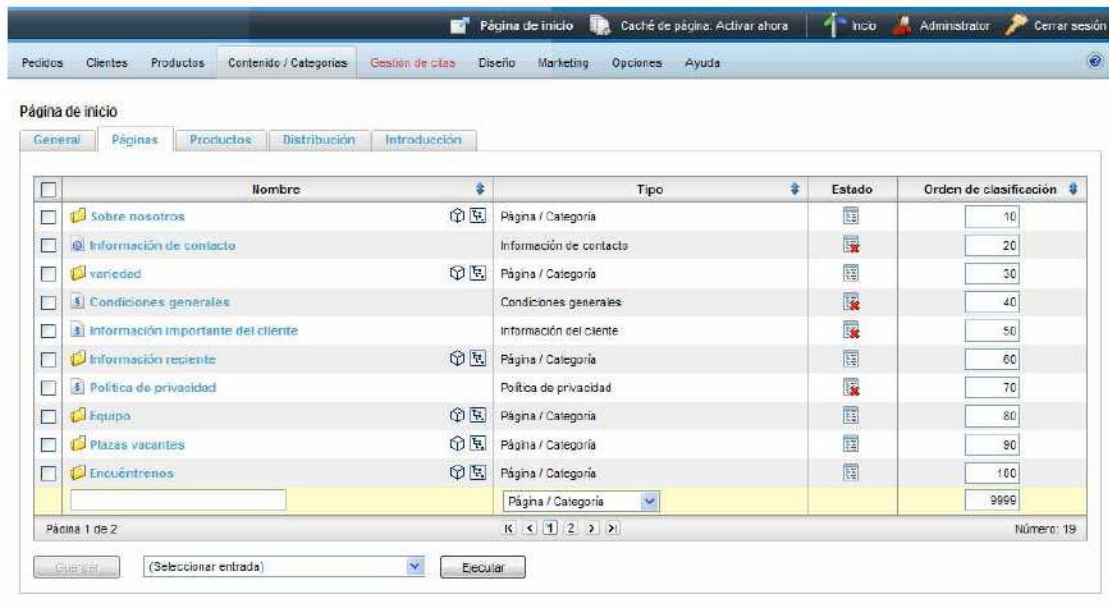 Página de inicio Caché de página: Activar ahora Inicio Administrator Cerrar sesión
Pedidos Clientes Productos Contenido / Categorías Gestión de citas Diseño Marketing Opciones Ayuda
Página de inicio
General Páginas Productos Distribución Introducción
Nombre Tipo Estado Orden de clasificación
Sobre nosotros Página / Categoría 10
Información de contacto Información de contacto 20
variedad Página / Categoría 30
Condiciones generales Condiciones generales 40
Información importante del cliente Información del cliente 50
Información reciente Página / Categoría 60
Política de privacidad Política de privacidad 70
Equipo Página / Categoría 80
Plazas vacantes Página / Categoría 90
Encuéntrenos Página / Categoría 100
Página / Categoría 9999
Página 1 de 2 1 2 Número: 19
Guardar (Seleccionar entrada) Ejecutar